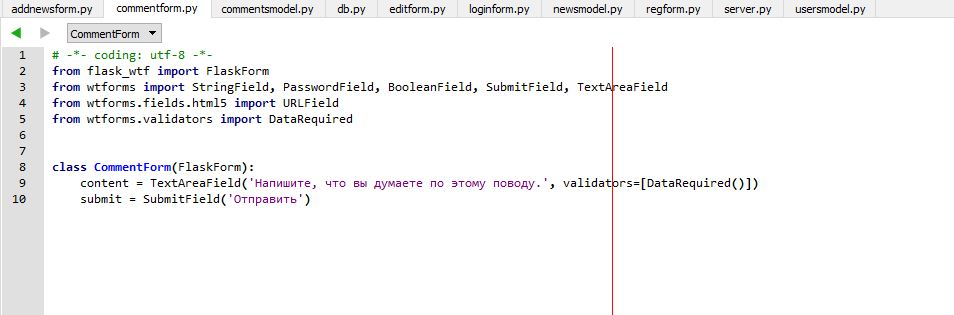 addnewsform.py commentform.py commentsmodel.py db.py editform.py loginform.py newsmodel.py regform.py server.py usersmodel.py
CommentForm
1 # -*- coding: utf-8 -*-
2 from flask_wtf import FlaskForm
3 from wtforms import StringField, PasswordField, BooleanField, SubmitField, TextAreaField
4 from wtforms.fields.html5 import URLField
5 from wtforms.validators import DataRequired
6
7
8 class CommentForm(FlaskForm):
9     content = TextAreaField('Напишите, что вы думаете по этому поводу.', validators=[DataRequired()])
10     submit = SubmitField('Отправить')